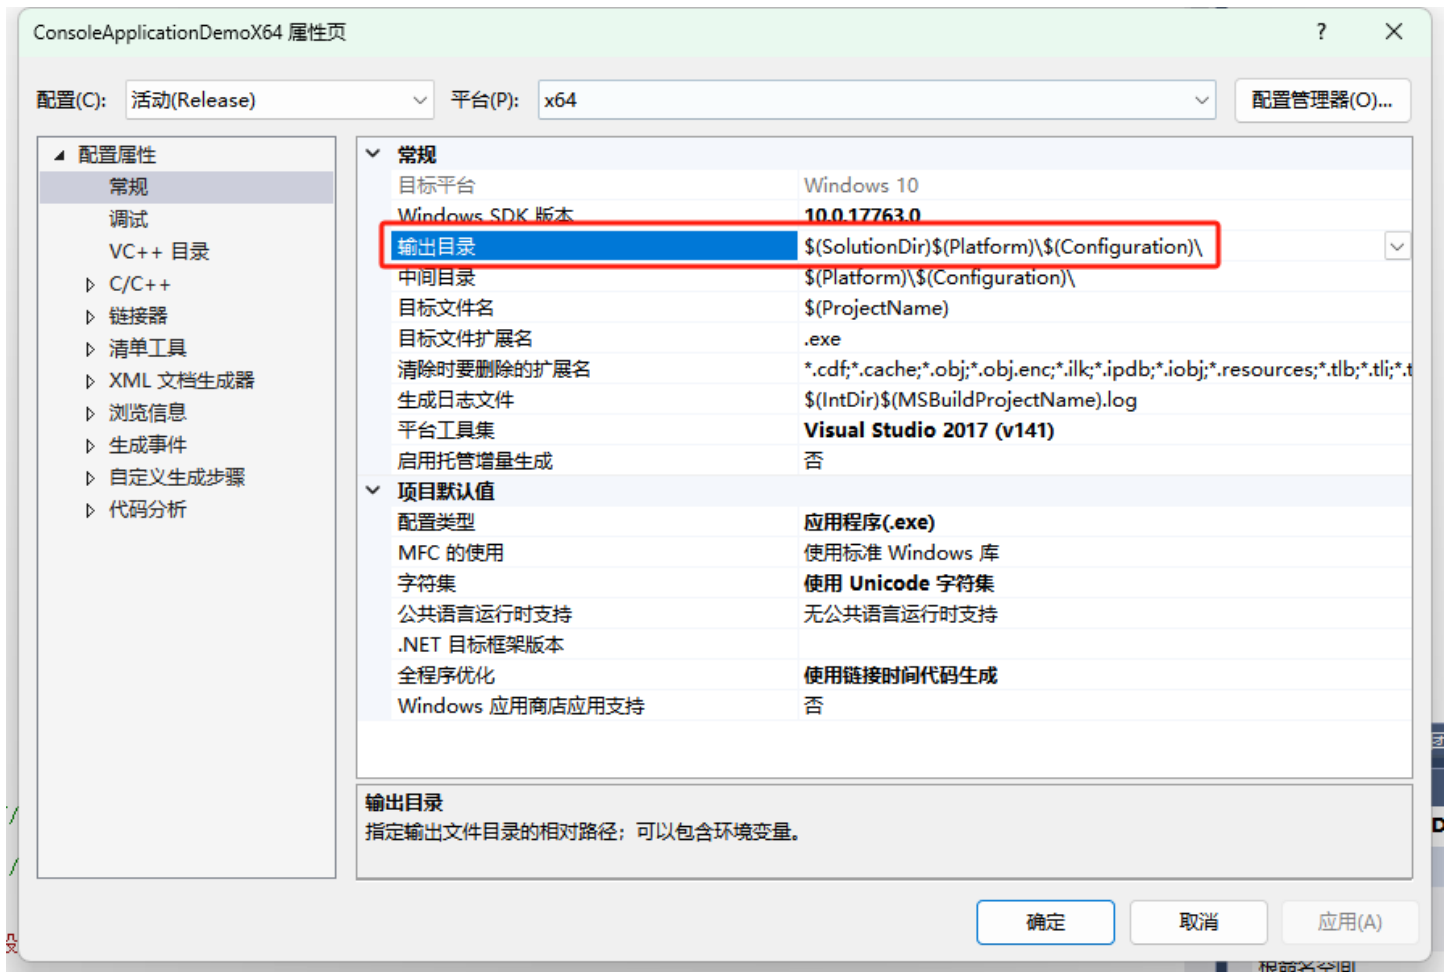 ConsoleApplicationDemoX64 属性页
?
配置(C): 活动(Release) 平台(P): x64 配置管理器(O)...
配置属性
常规
调试
VC++ 目录
C/C++
链接器
清单工具
XML 文档生成器
浏览信息
生成事件
自定义生成步骤
代码分析
常规
目标平台 Windows 10
Windows SDK 版本 10.0.17763.0
输出目录 $(SolutionDir)$(Platform)\$(Configuration)\
中间目录 $(Platform)\$(Configuration)\
目标文件名 $(ProjectName)
目标文件扩展名 .exe
清除时要删除的扩展名 *.cdf;*.cache;*.obj;*.obj.enc;*.ilk;*.ipdb;*.iobj;*.resources;*.tlb;*.tli;*.t
生成日志文件 $(IntDir)$(MSBuildProjectName).log
平台工具集 Visual Studio 2017 (v141)
启用托管增量生成 否
项目默认值
配置类型 应用程序(.exe)
MFC 的使用 使用标准 Windows 库
字符集 使用 Unicode 字符集
公共语言运行时支持 无公共语言运行时支持
.NET 目标框架版本
全程序优化 使用链接时间代码生成
Windows 应用商店应用支持 否
输出目录
指定输出文件目录的相对路径；可以包含环境变量。
确定 取消 应用(A)
根命名空间